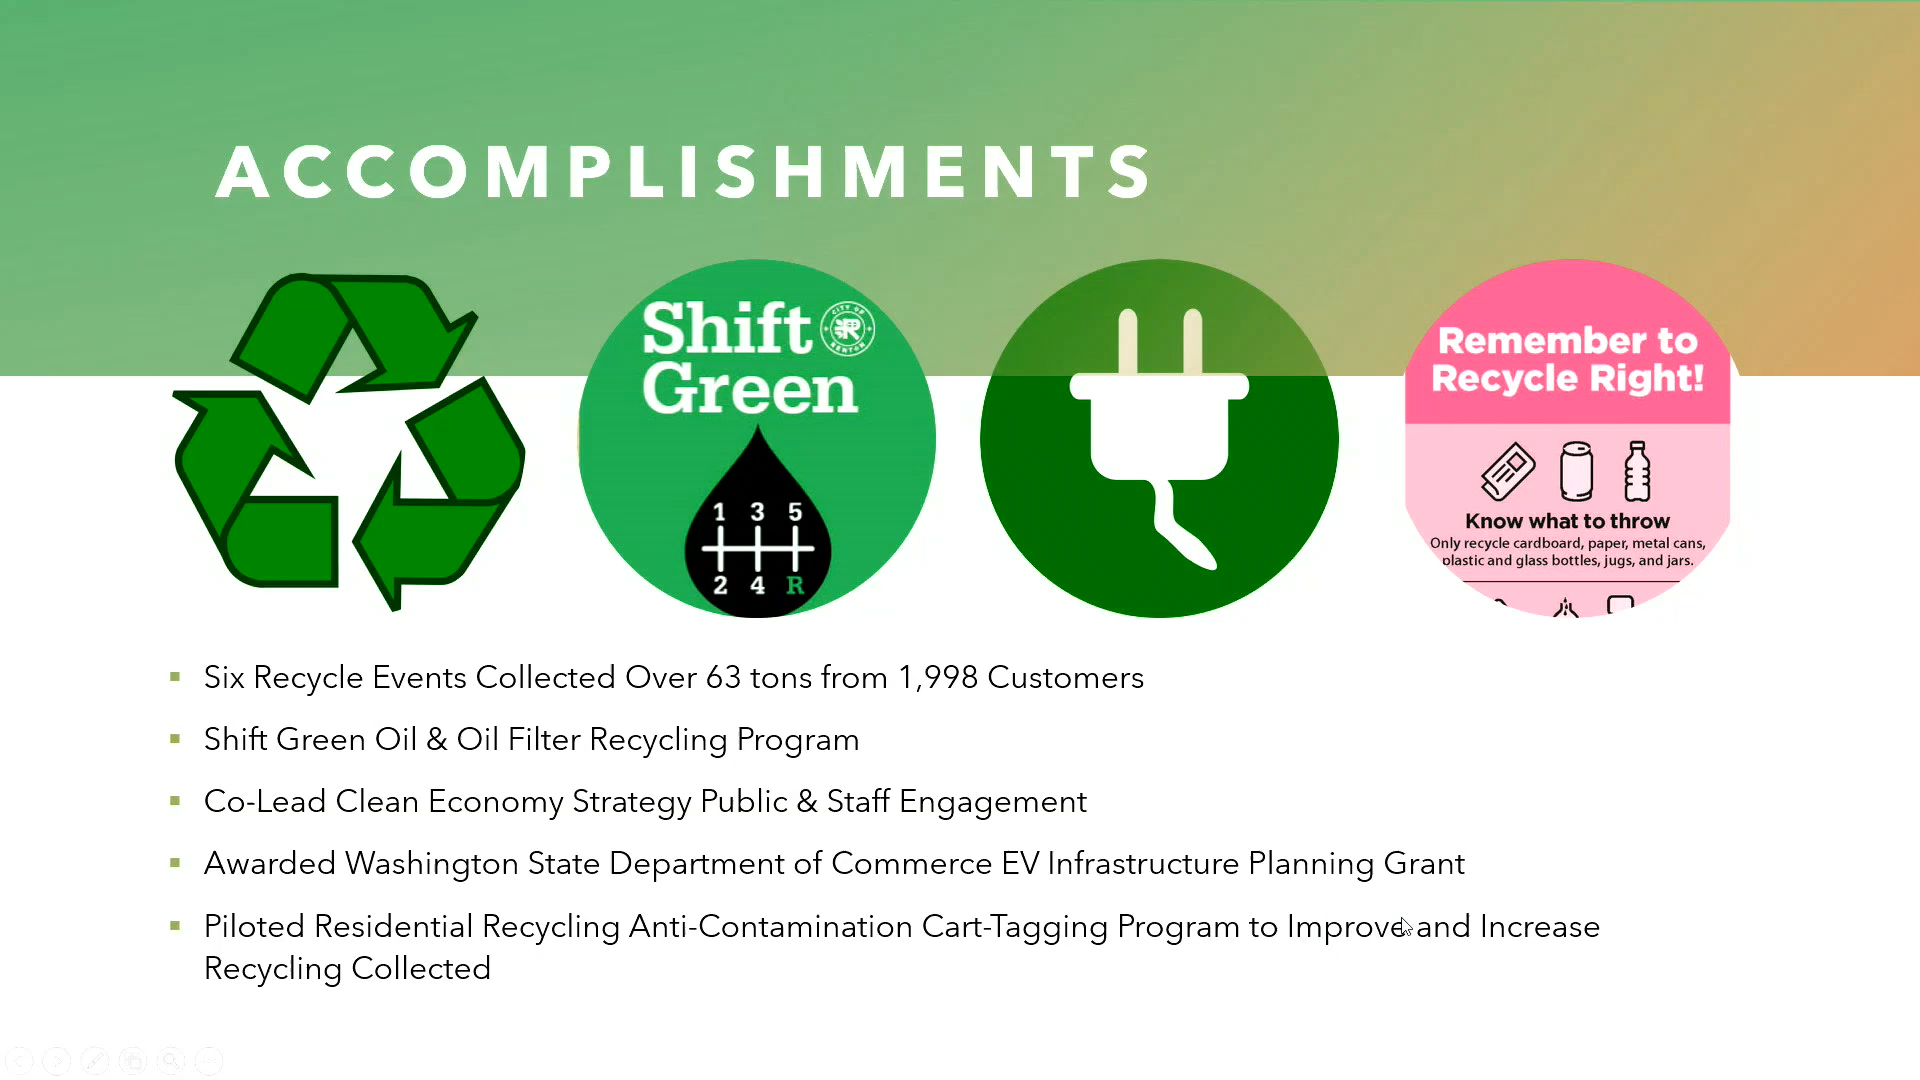 ACCOMPLISHMENTS
Shift
Green
CITY OF
RENTON
1 3 5
2 4 R
Remember to
Recycle Right!
Know what to throw
Only recycle cardboard, paper, metal cans,
plastic and glass bottles, jugs, and jars.
Six Recycle Events Collected Over 63 tons from 1,998 Customers
Shift Green Oil & Oil Filter Recycling Program
Co-Lead Clean Economy Strategy Public & Staff Engagement
Awarded Washington State Department of Commerce EV Infrastructure Planning Grant
Piloted Residential Recycling Anti-Contamination Cart-Tagging Program to Improve and Increase
Recycling Collected